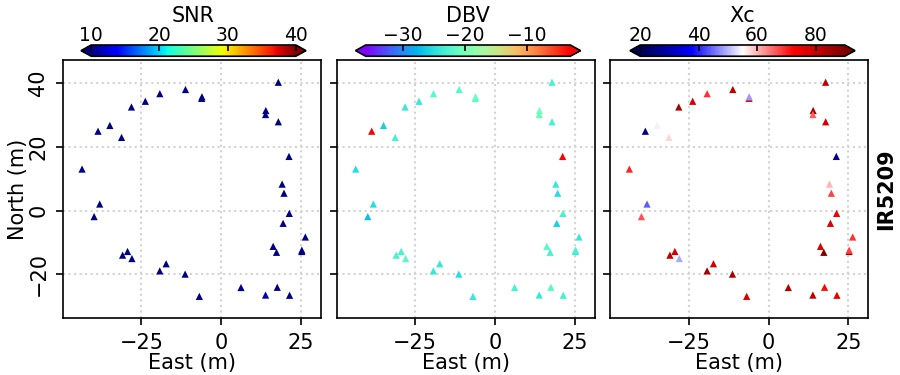 SNR DBV Xc
10 20 30 40 −30 −20 −10 20 40 60 80
40
20
0
−20
North (m)
IR5209
−25 0 25 −25 0 25 −25 0 25
East (m) East (m) East (m)